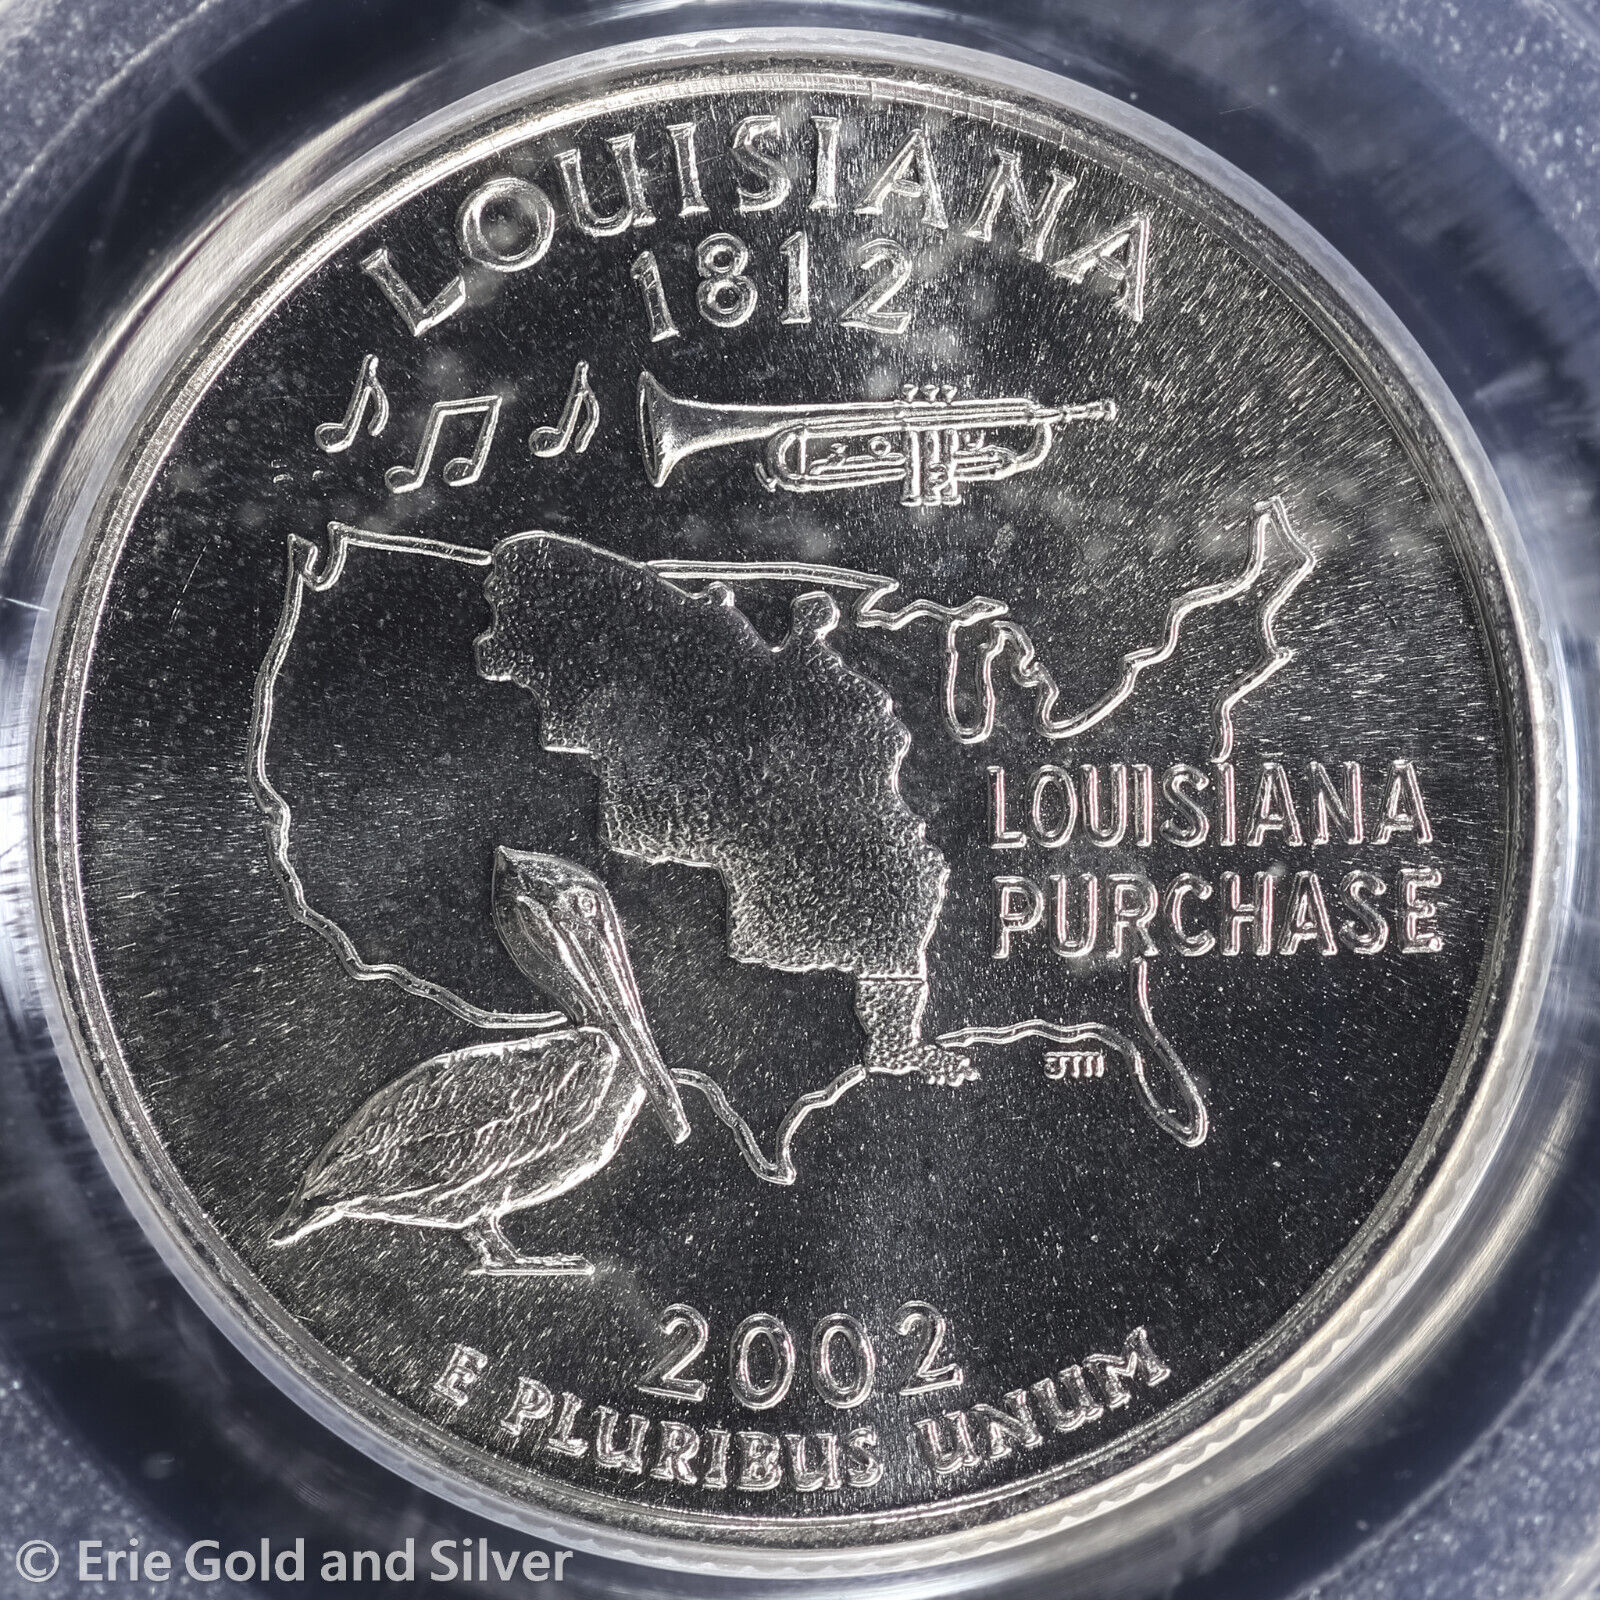 LOUISIANA
1812
LOUISIANA
PURCHASE
JTM
2002
E PLURIBUS UNUM
© Erie Gold and Silver